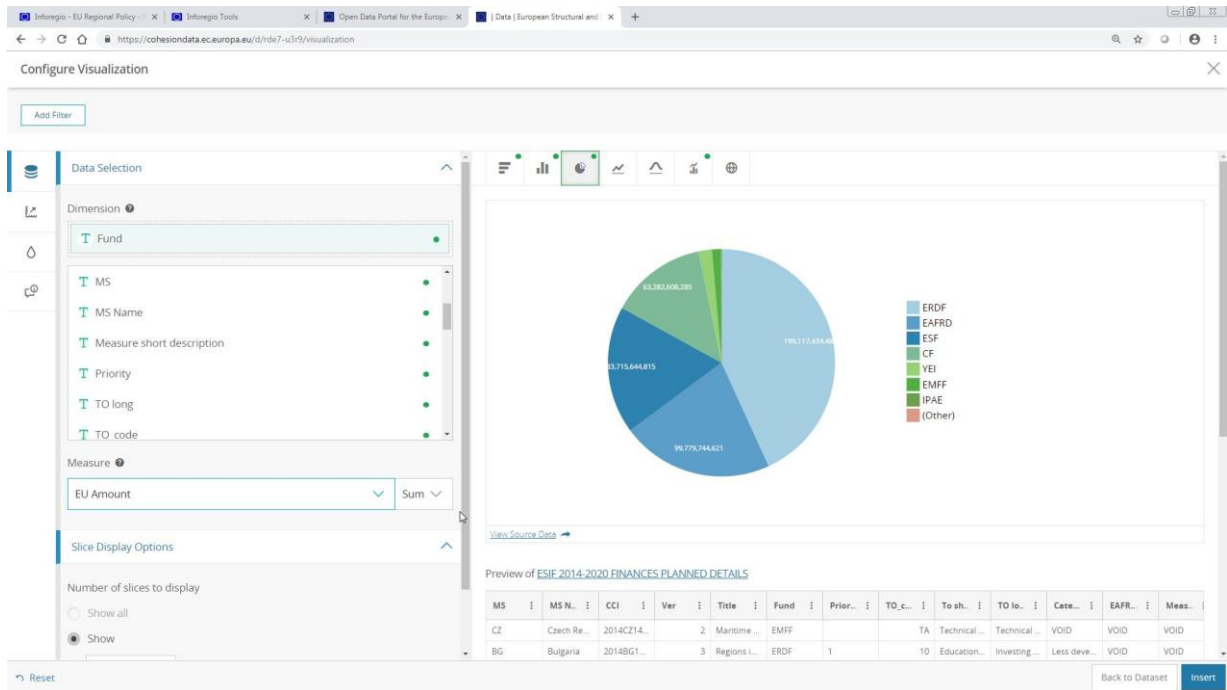 Inforegio - EU Regional Policy -
Inforegio Tools
Open Data Portal for the Europe
| Data | European Structural and
https://cohesiondata.ec.europa.eu/d/rde7-u3r9/visualization
Configure Visualization
Add Filter
Data Selection
Dimension
T Fund
T MS
T MS Name
T Measure short description
T Priority
T TO long
T TO code
Measure
EU Amount Sum
Slice Display Options
Number of slices to display
Show all
Show
63,282,608,285
199,117,434,48
3,715,644,815
99,779,744,621
ERDF
EAFRD
ESF
CF
YEI
EMFF
IPAE
(Other)
View Source Data
Preview of ESIF 2014-2020 FINANCES PLANNED DETAILS
MS MS N... CCI Ver Title Fund Prior... TO_c... To sh... TO lo... Cate... EAFR... Meas...
CZ Czech Re... 2014CZ14... 2 Maritime ... EMFF TA Technical ... Technical ... VOID VOID VOID
BG Bulgaria 2014BG1... 3 Regions i... ERDF 1 10 Education... Investing ... Less deve... VOID VOID
Reset
Back to Dataset
Insert